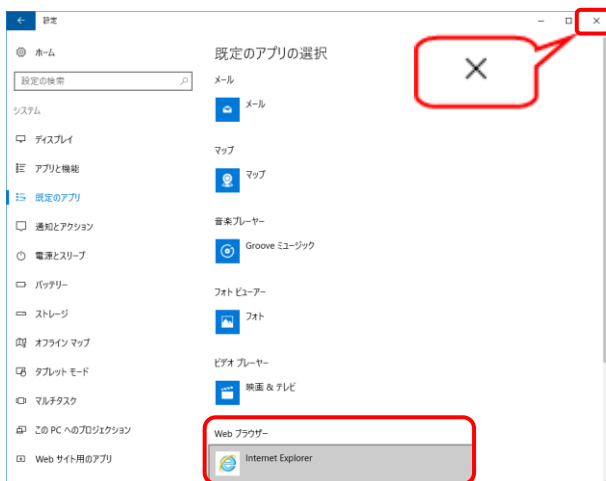 設定
ホーム
設定の検索
システム
ディスプレイ
アプリと機能
既定のアプリ
通知とアクション
電源とスリープ
バッテリー
ストレージ
オフライン マップ
タブレット モード
マルチタスク
この PC へのプロジェクション
Web サイト用のアプリ
既定のアプリの選択
メール
メール
マップ
マップ
音楽プレーヤー
Groove ミュージック
フォト ビューアー
フォト
ビデオ プレーヤー
映画 & テレビ
Web ブラウザー
Internet Explorer